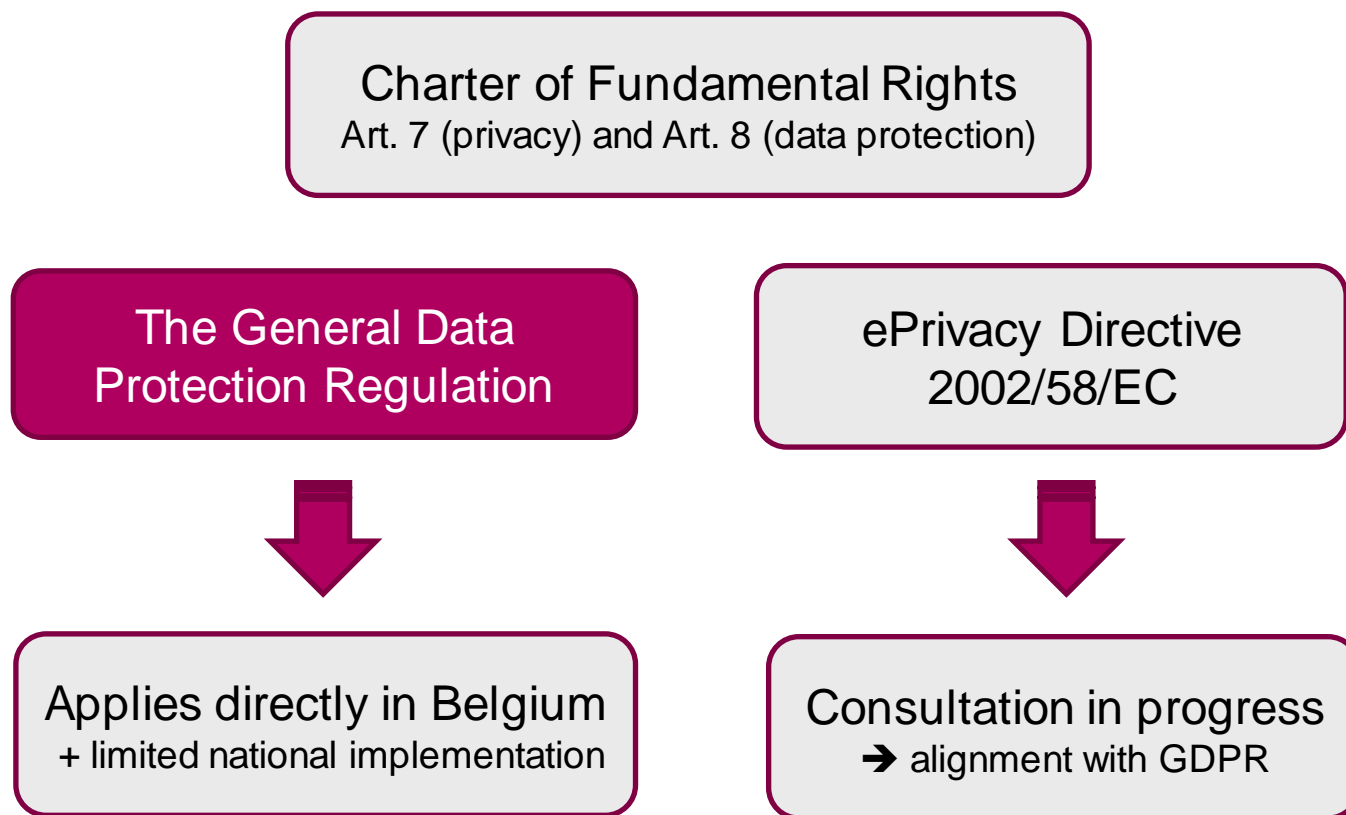 Charter of Fundamental Rights
Art. 7 (privacy) and Art. 8 (data protection)
The General Data
Protection Regulation
ePrivacy Directive
2002/58/EC
Applies directly in Belgium
+ limited national implementation
Consultation in progress
➔ alignment with GDPR